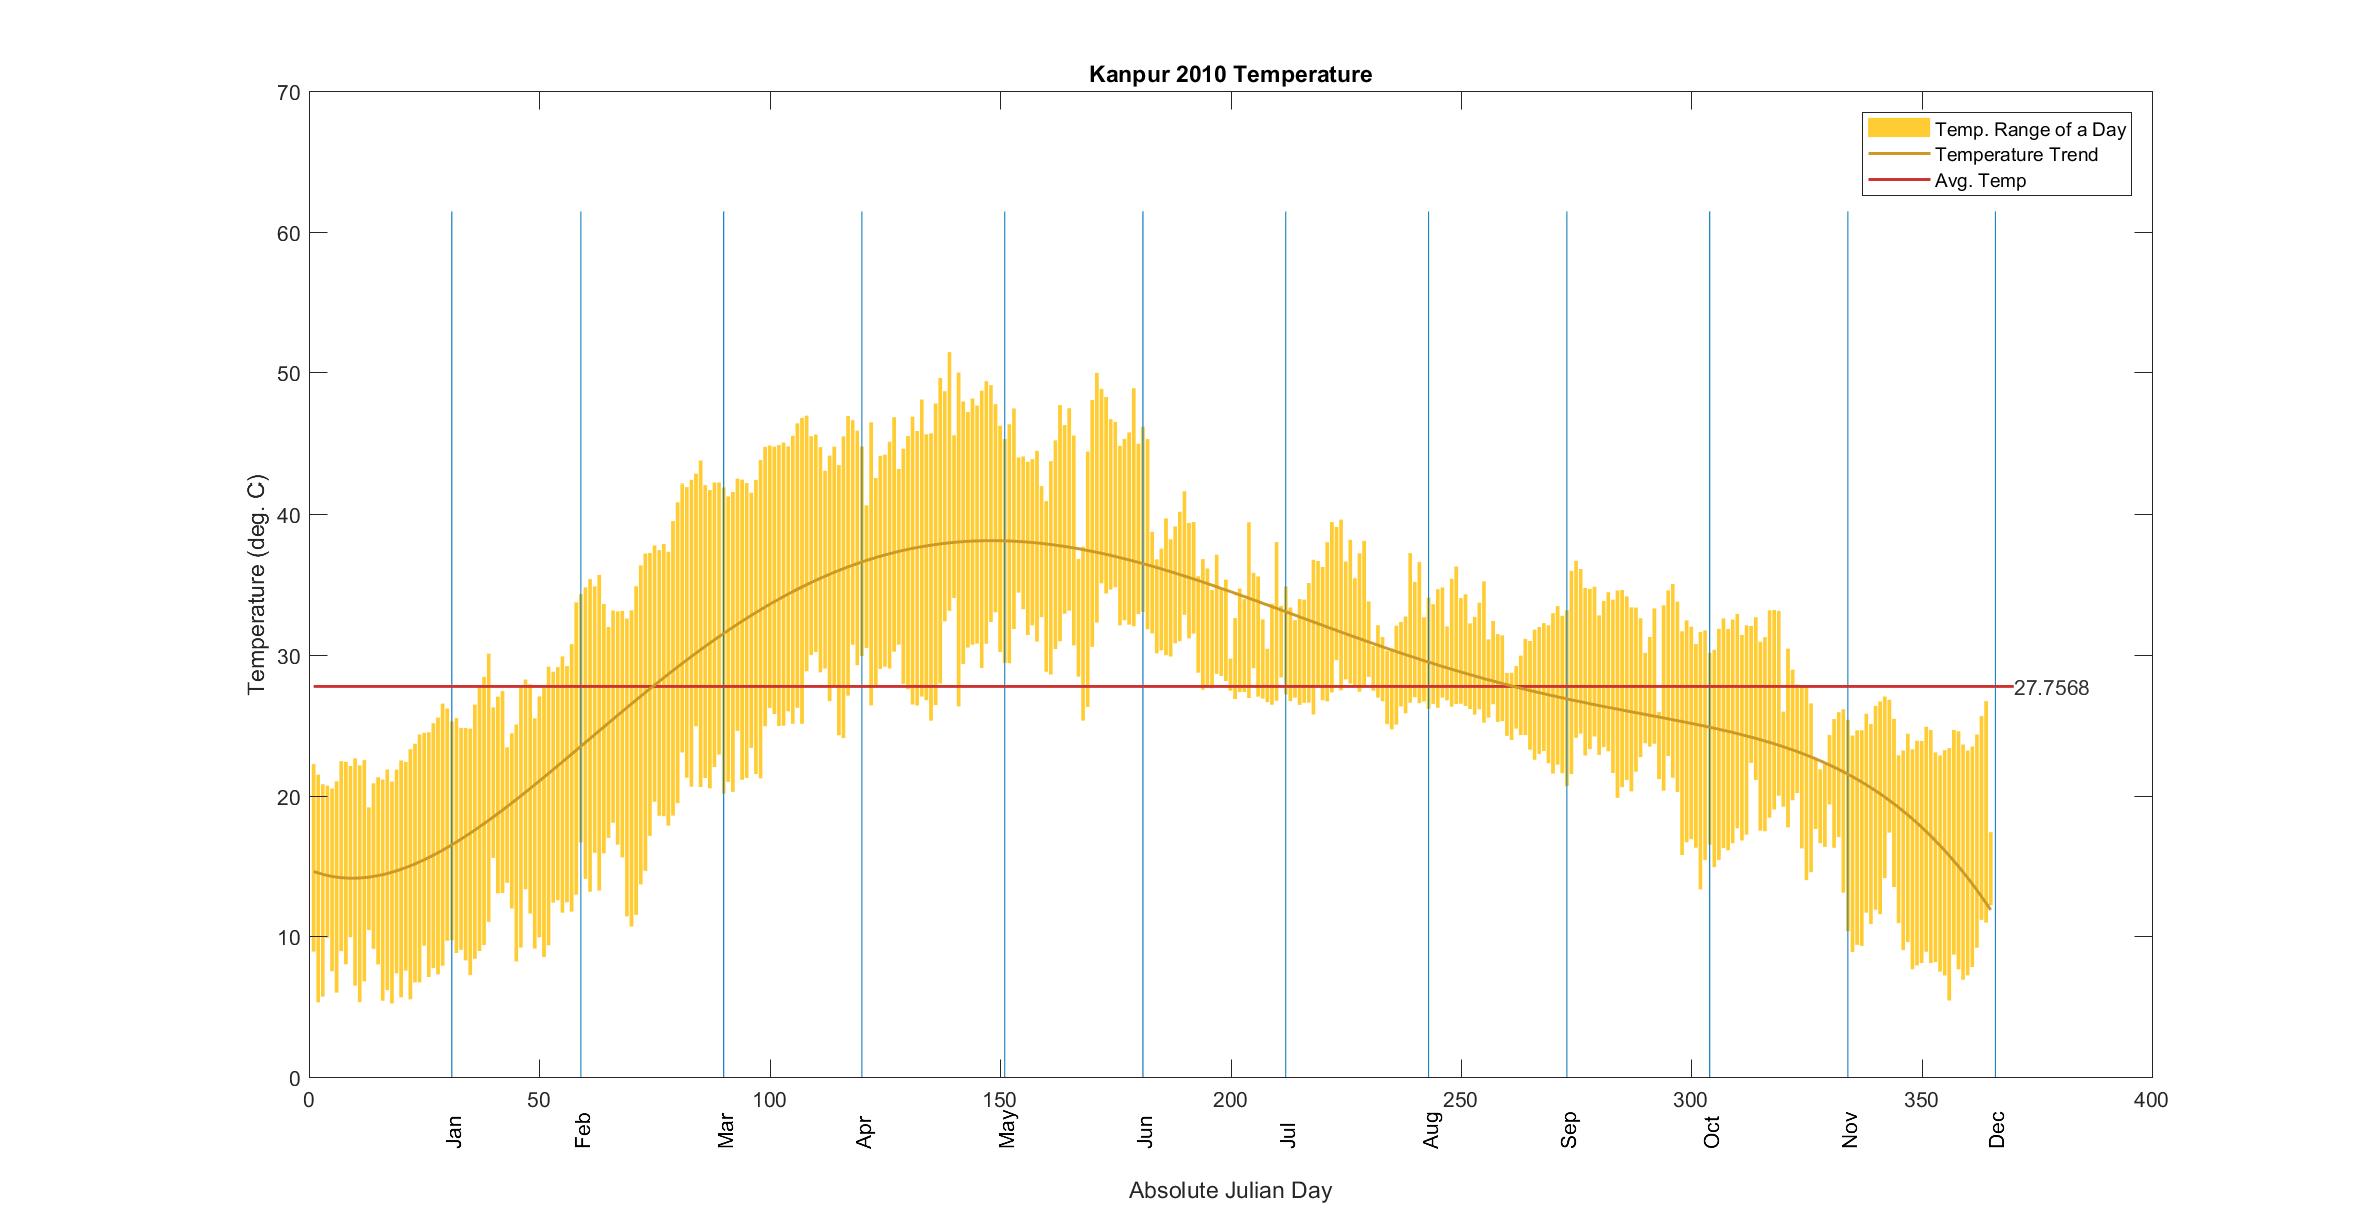 Kanpur 2010 Temperature
Temp. Range of a Day
Temperature Trend
Avg. Temp
Temperature (deg. C)
70
60
50
40
30
20
10
0
27.7568
0 50 100 150 200 250 300 350 400
Jan Feb Mar Apr May Jun Jul Aug Sep Oct Nov Dec
Absolute Julian Day